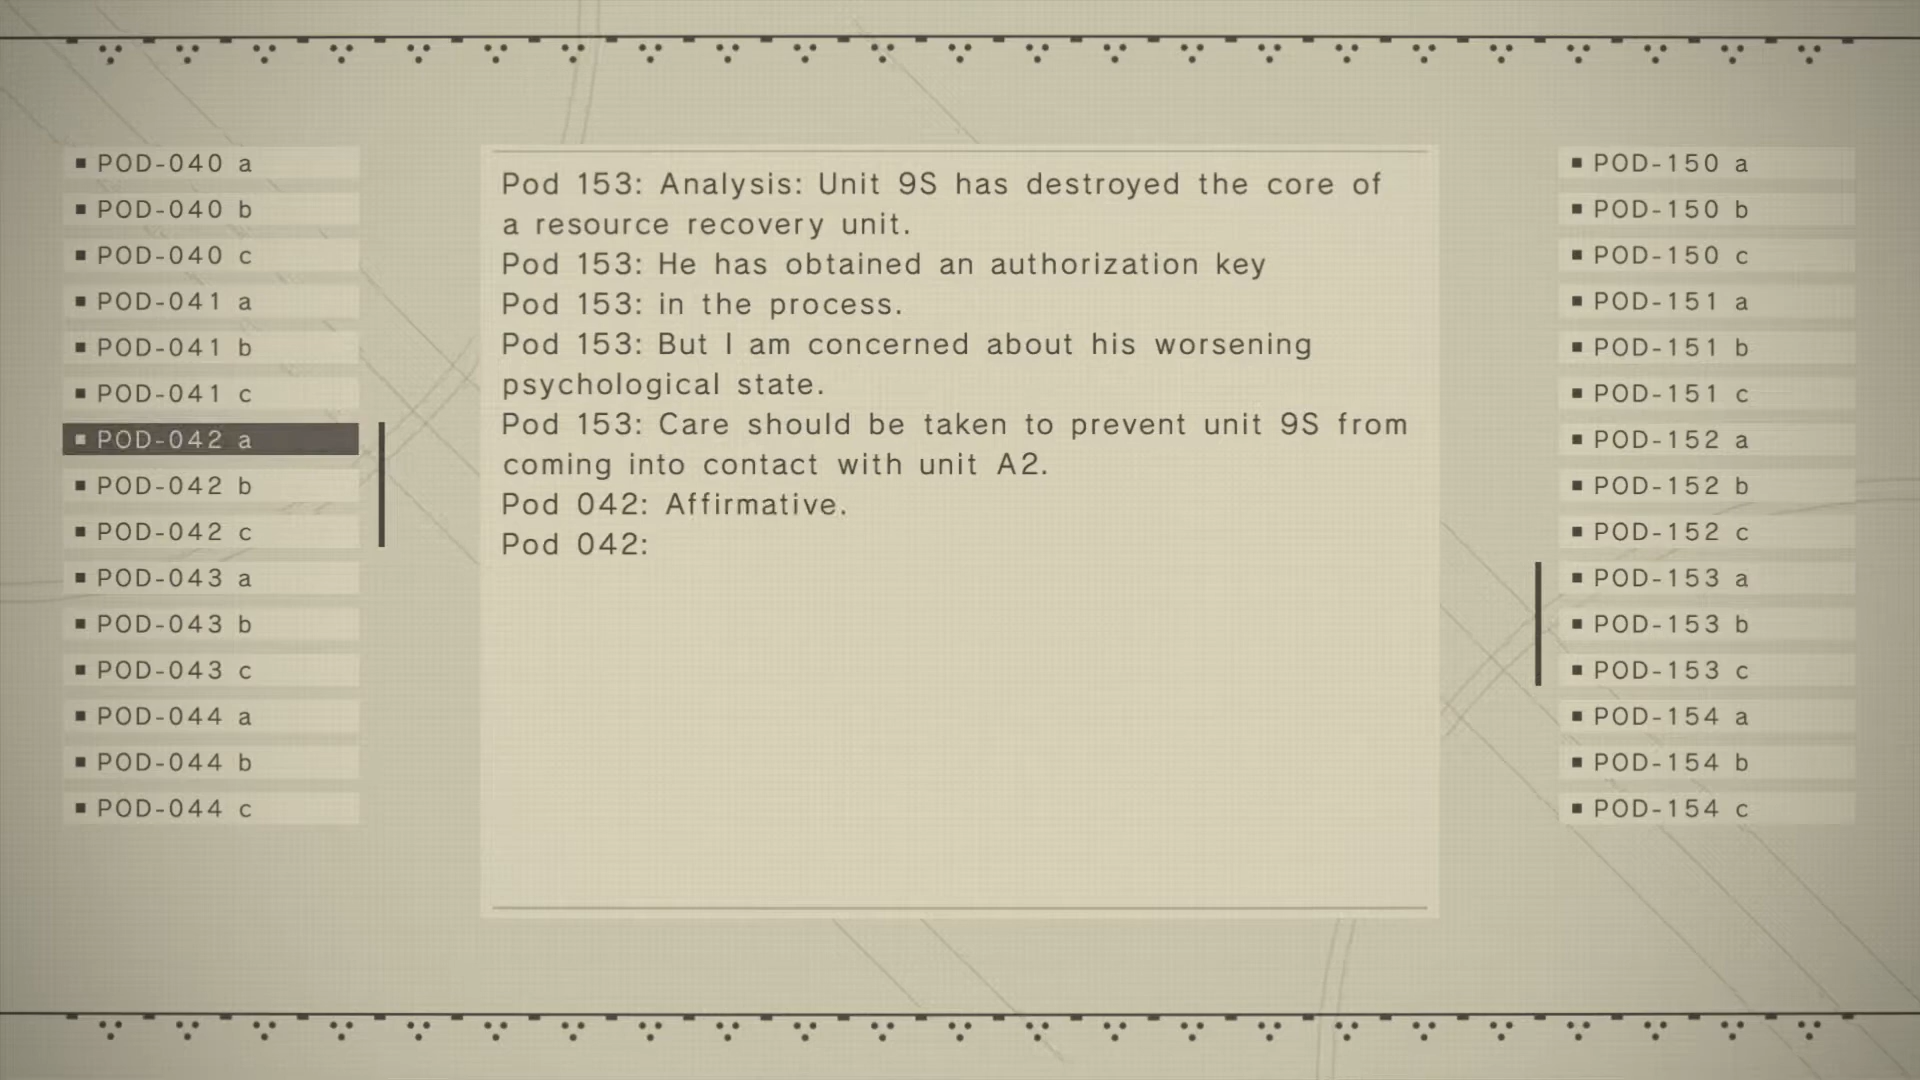 POD-040 a
POD-040 b
POD-040 c
POD-041 a
POD-041 b
POD-041 c
POD-042 a
POD-042 b
POD-042 c
POD-043 a
POD-043 b
POD-043 c
POD-044 a
POD-044 b
POD-044 c
Pod 153: Analysis: Unit 9S has destroyed the core of
a resource recovery unit.
Pod 153: He has obtained an authorization key
Pod 153: in the process.
Pod 153: But I am concerned about his worsening
psychological state.
Pod 153: Care should be taken to prevent unit 9S from
coming into contact with unit A2.
Pod 042: Affirmative.
Pod 042:
POD-150 a
POD-150 b
POD-150 c
POD-151 a
POD-151 b
POD-151 c
POD-152 a
POD-152 b
POD-152 c
POD-153 a
POD-153 b
POD-153 c
POD-154 a
POD-154 b
POD-154 c